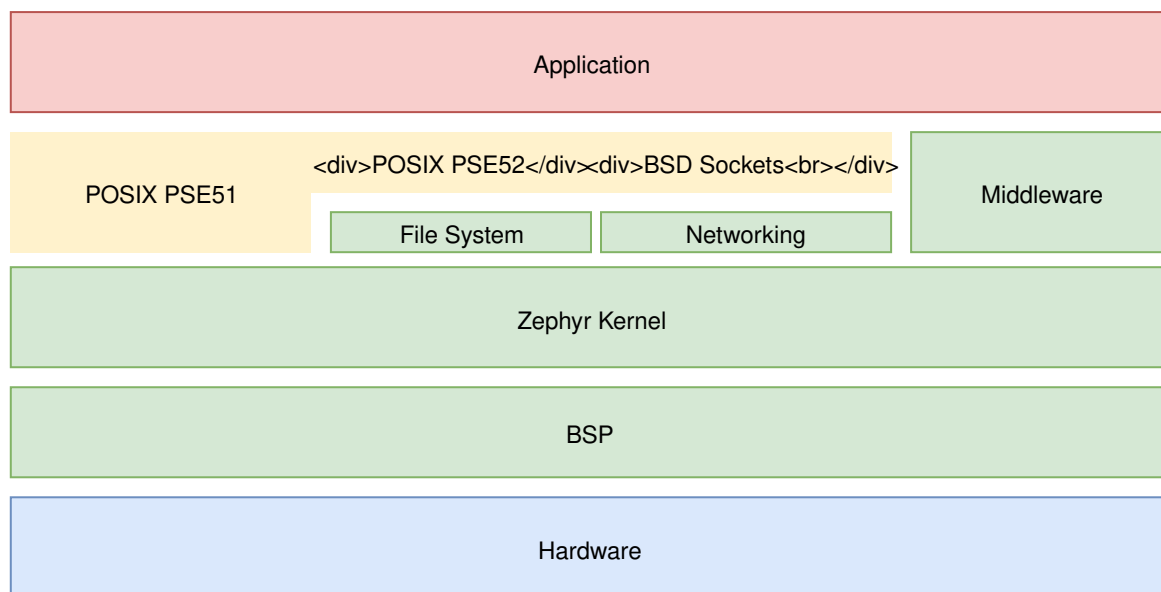 Application
<div>POSIX PSE52</div><div>BSD Sockets<br></div>
POSIX PSE51
Middleware
File System
Networking
Zephyr Kernel
BSP
Hardware